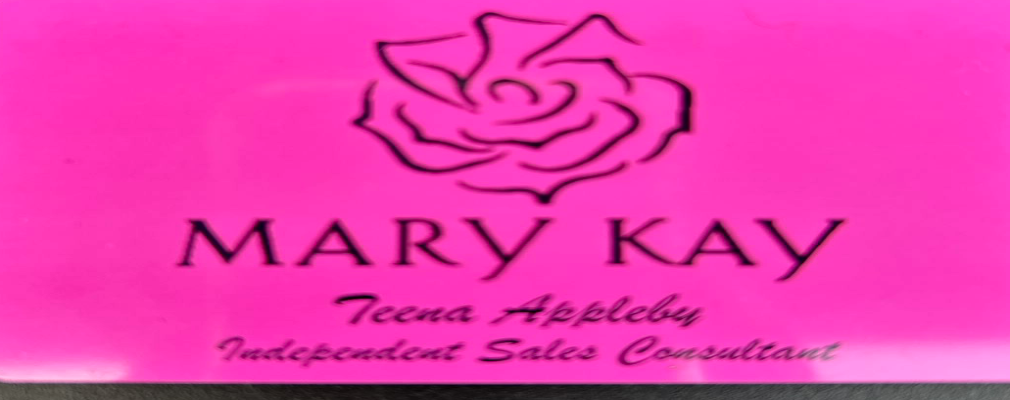 MARY KAY
Teena Appleby
Independent Sales Consultant